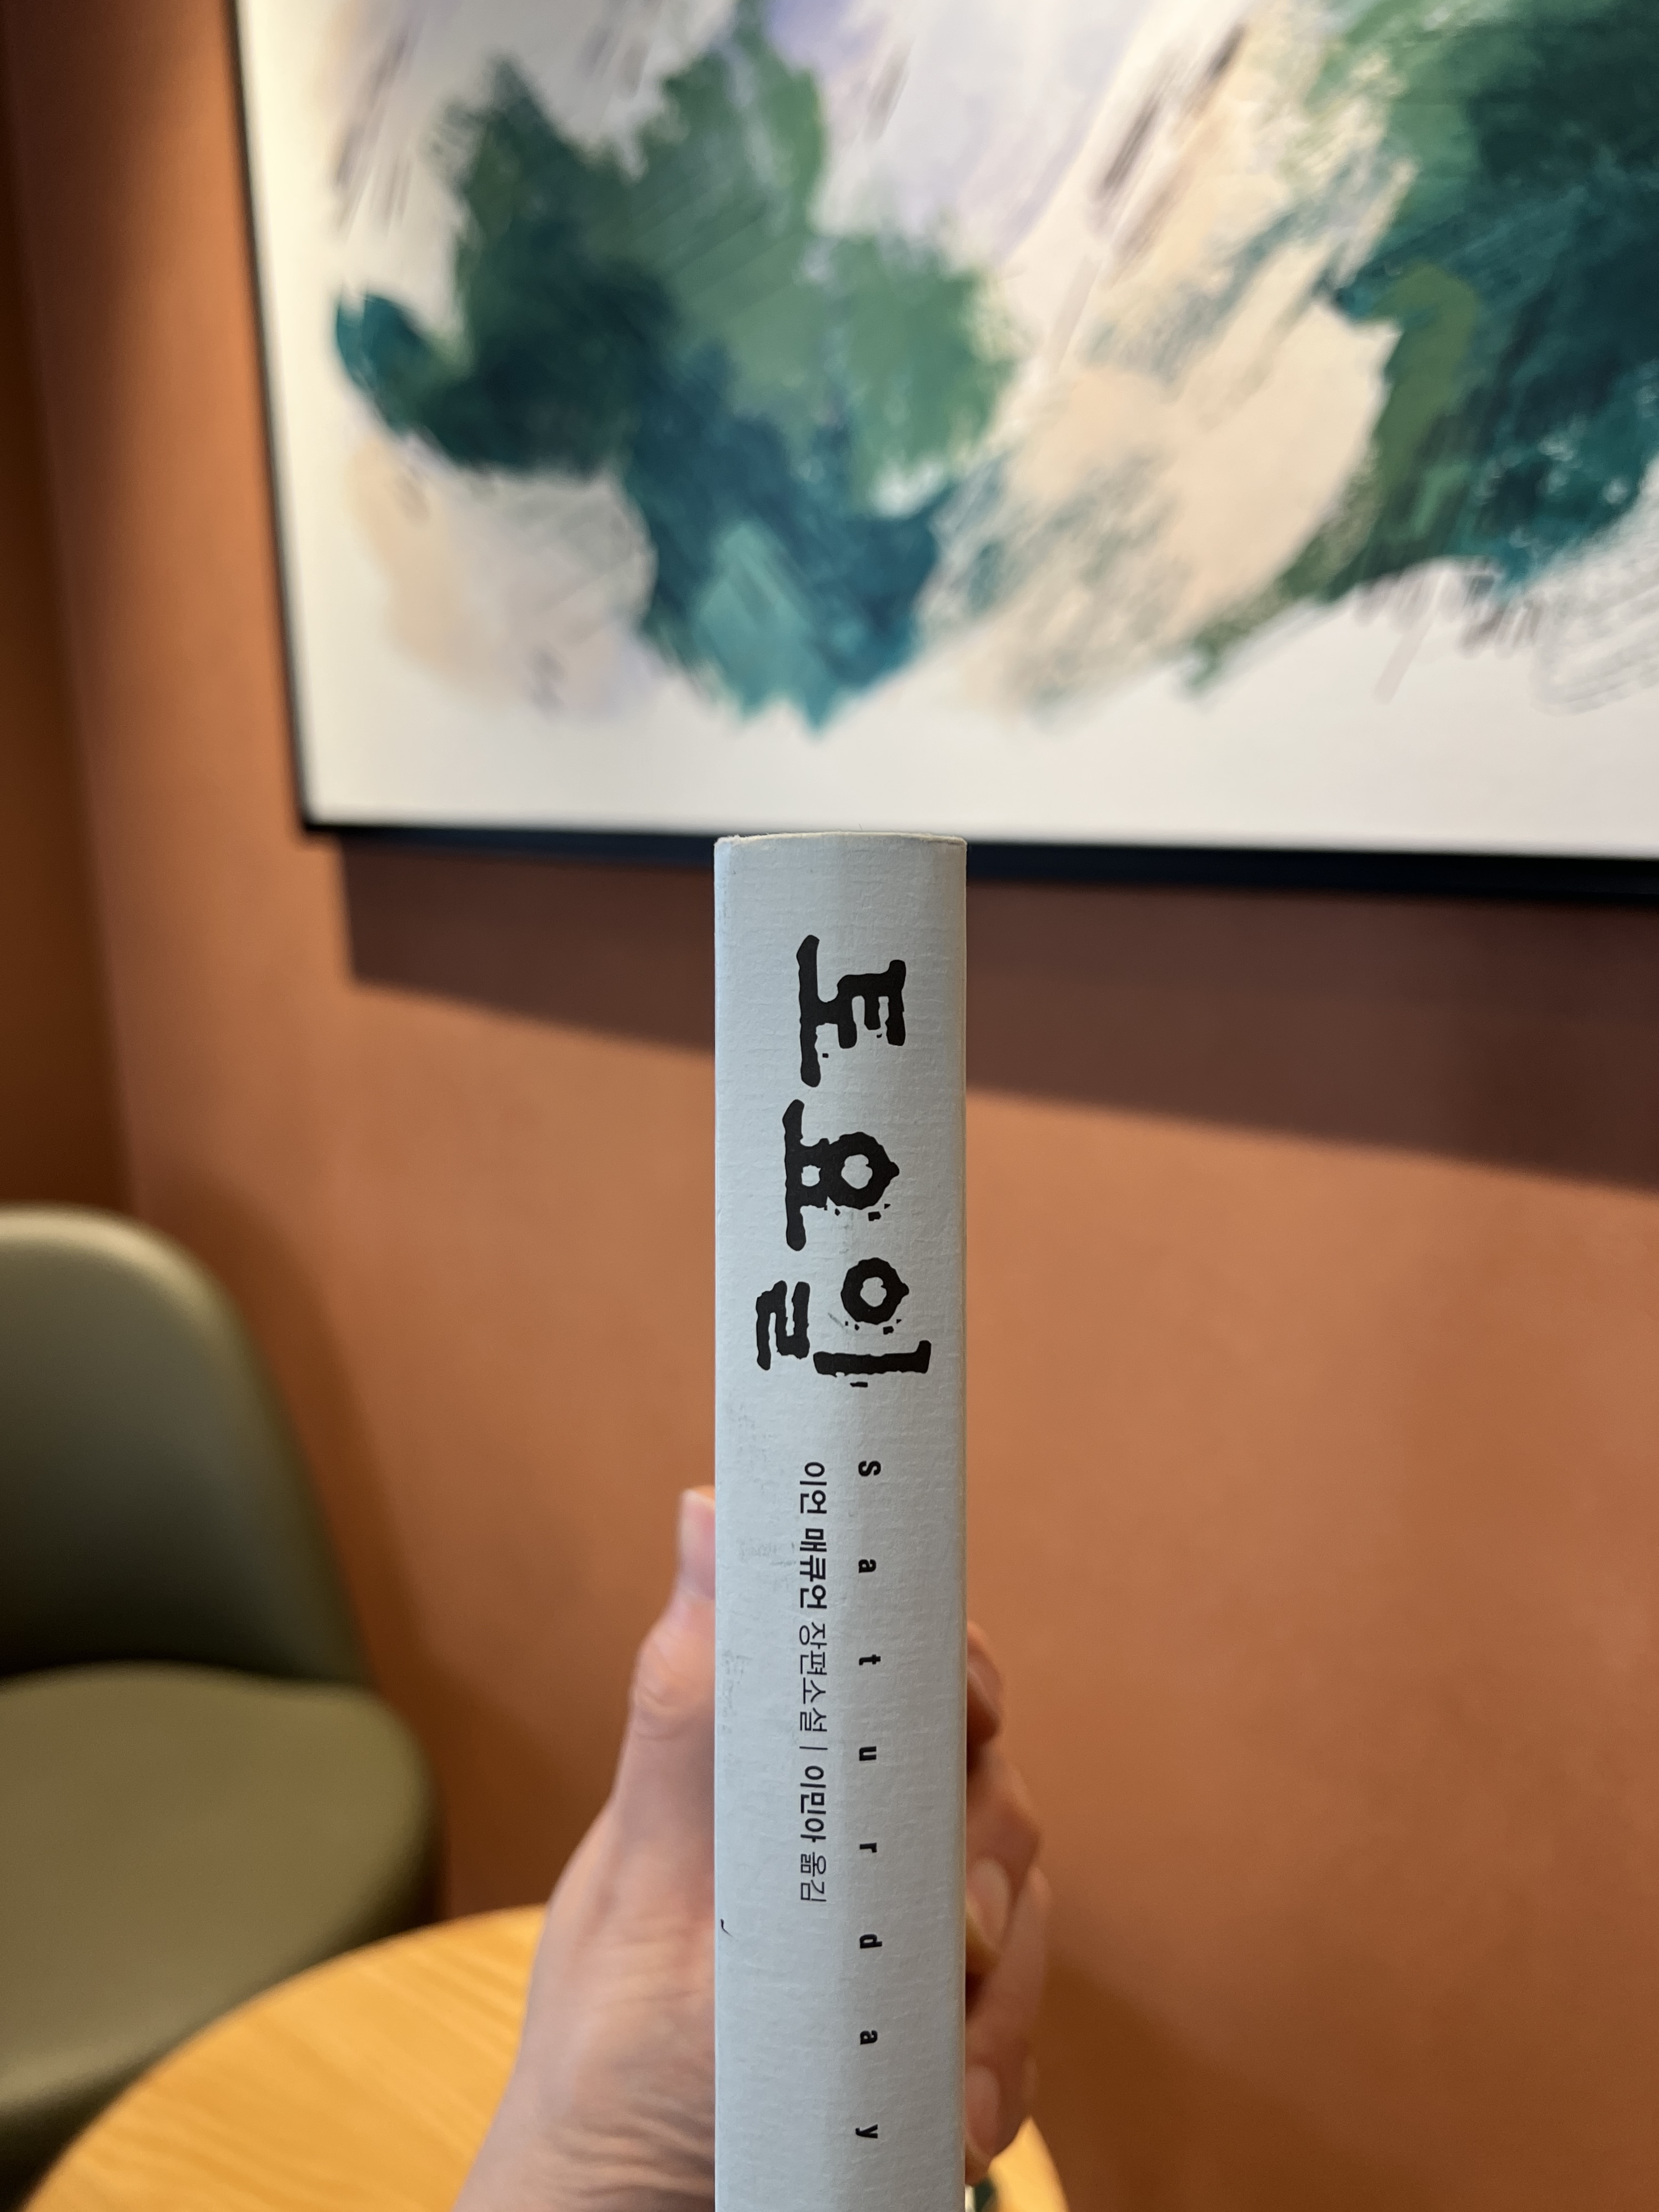 토요일
saturday
이언 매큐언 장편소설 | 이민아 옮김